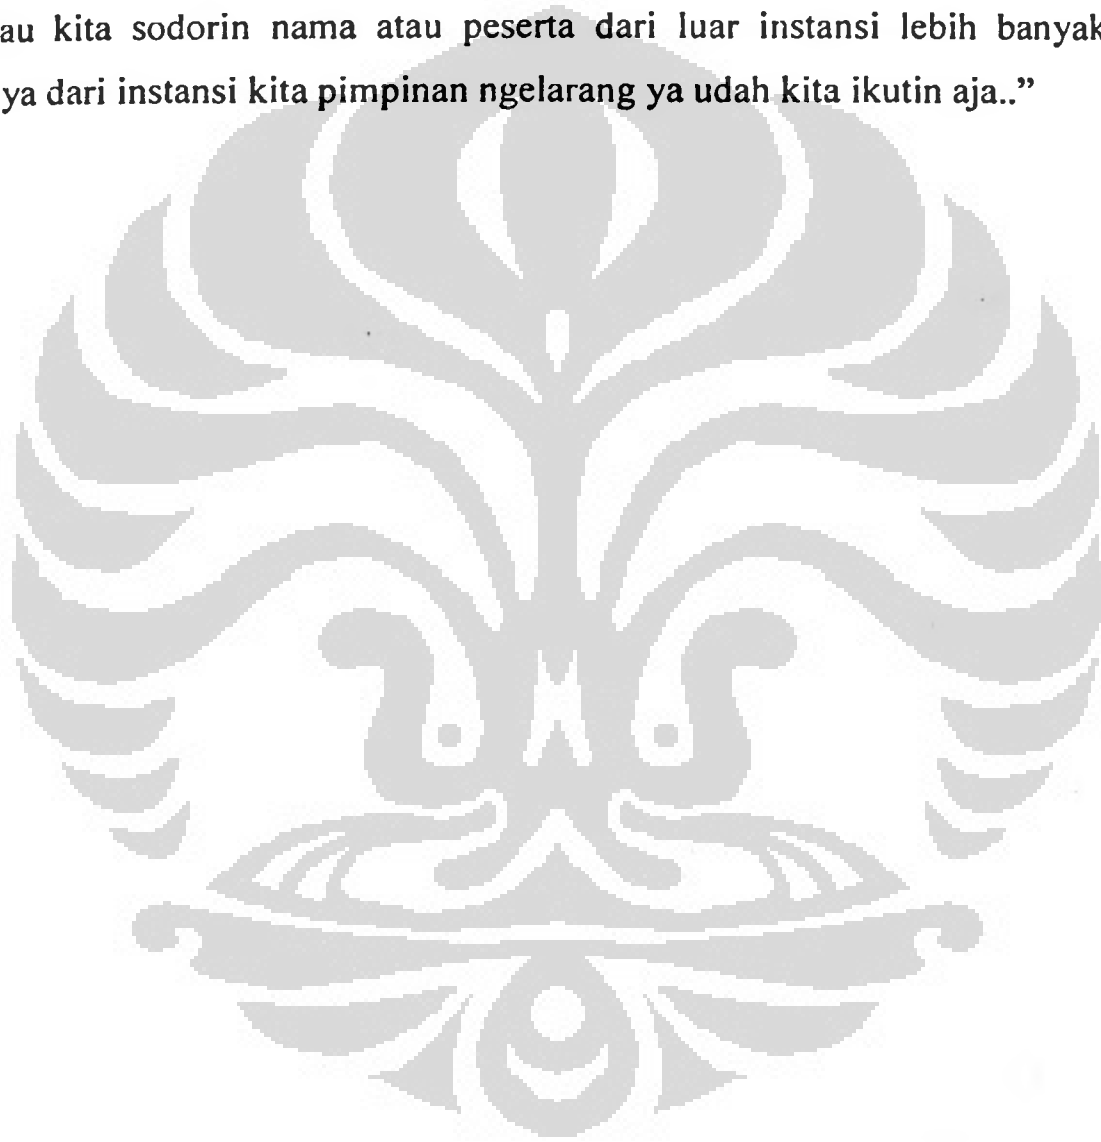 au kita sodorin nama atau peserta dari luar instansi lebih banyak
ya dari instansi kita pimpinan ngelarang ya udah kita ikutin aja..”